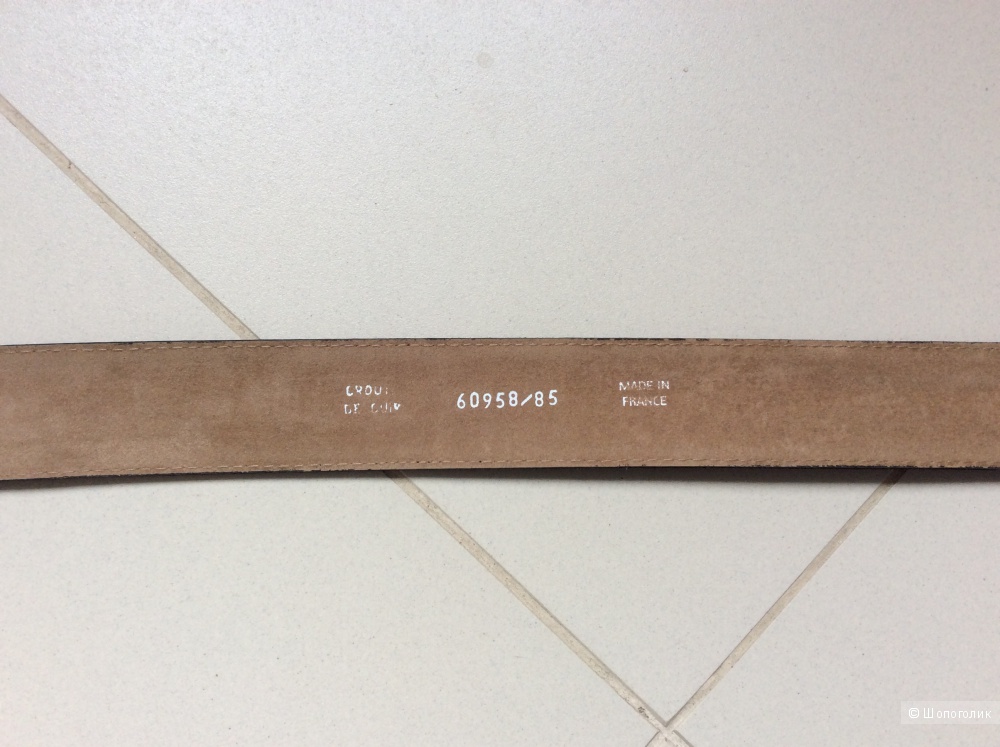 CROUT
DE CUIR
60958/85
MADE IN
FRANCE
© Шопоголик